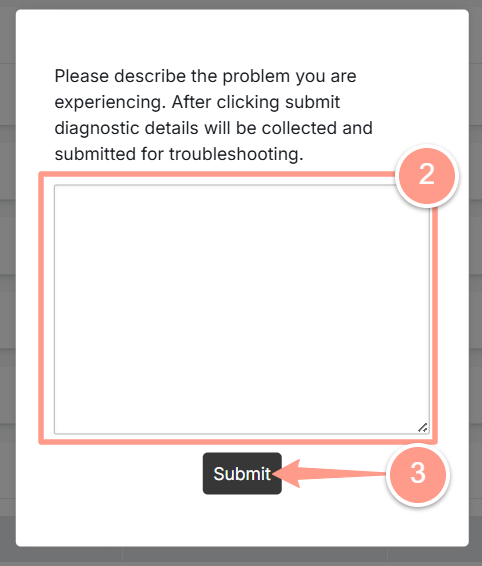 Please describe the problem you are
experiencing. After clicking submit
diagnostic details will be collected and
submitted for troubleshooting.
2
Submit
3